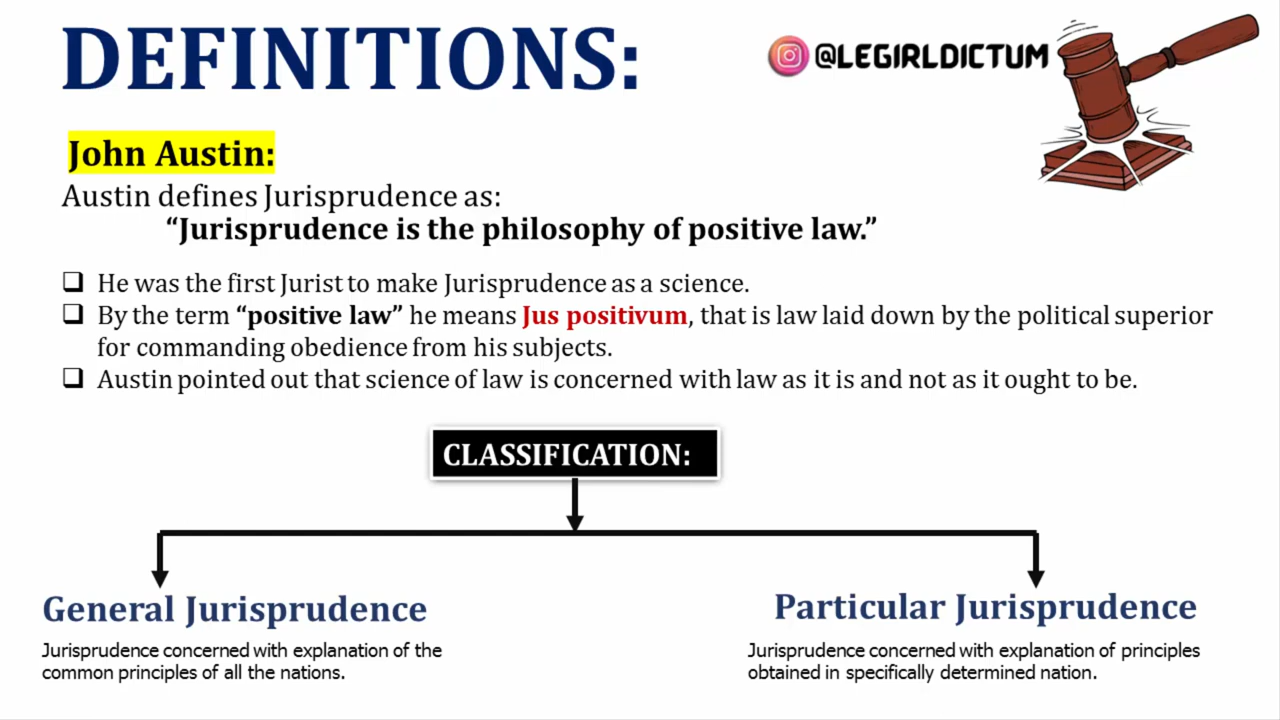 DEFINITIONS:
@LEGIRLDICTUM
John Austin:
Austin defines Jurisprudence as:
“Jurisprudence is the philosophy of positive law.”
❑ He was the first Jurist to make Jurisprudence as a science.
❑ By the term “positive law” he means Jus positivum, that is law laid down by the political superior
for commanding obedience from his subjects.
❑ Austin pointed out that science of law is concerned with law as it is and not as it ought to be.
CLASSIFICATION:
General Jurisprudence
Jurisprudence concerned with explanation of the
common principles of all the nations.
Particular Jurisprudence
Jurisprudence concerned with explanation of principles
obtained in specifically determined nation.